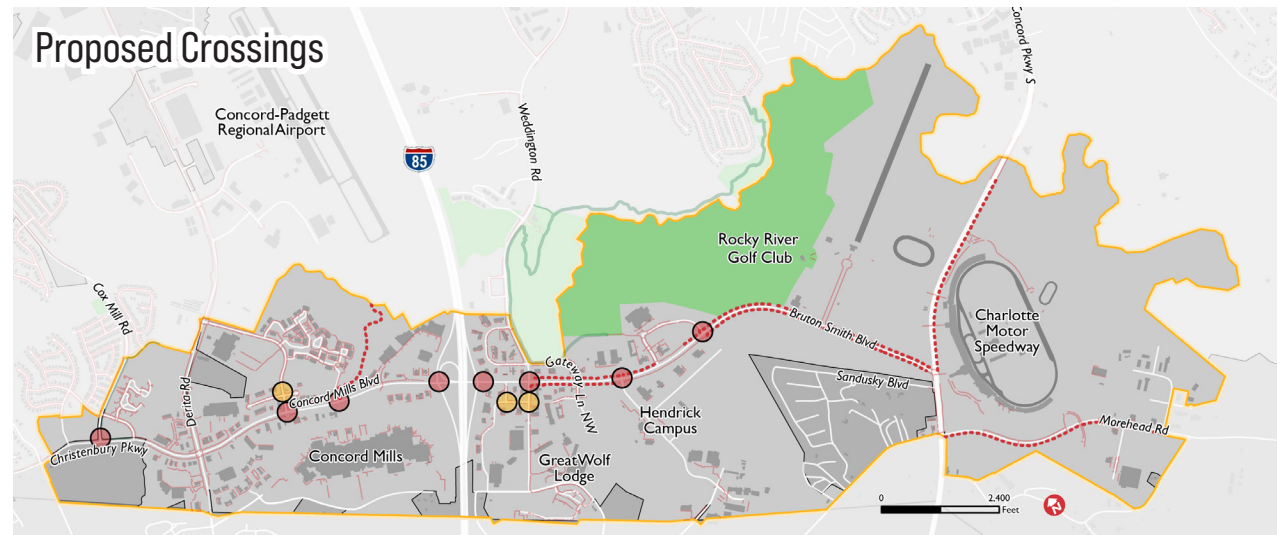 Proposed Crossings
Concord-Padgett
Regional Airport
85
Weddington Rd
Concord Pkwy S
Rocky River
Golf Club
Cox Mill Rd
Derita Rd
Concord Mills Blvd
Gateway Ln NW
Bruton Smith Blvd
Charlotte
Motor
Speedway
Sandusky Blvd
Christenbury Pkwy
Concord Mills
Great Wolf
Lodge
Hendrick
Campus
Morehead Rd
0
2,400
Feet